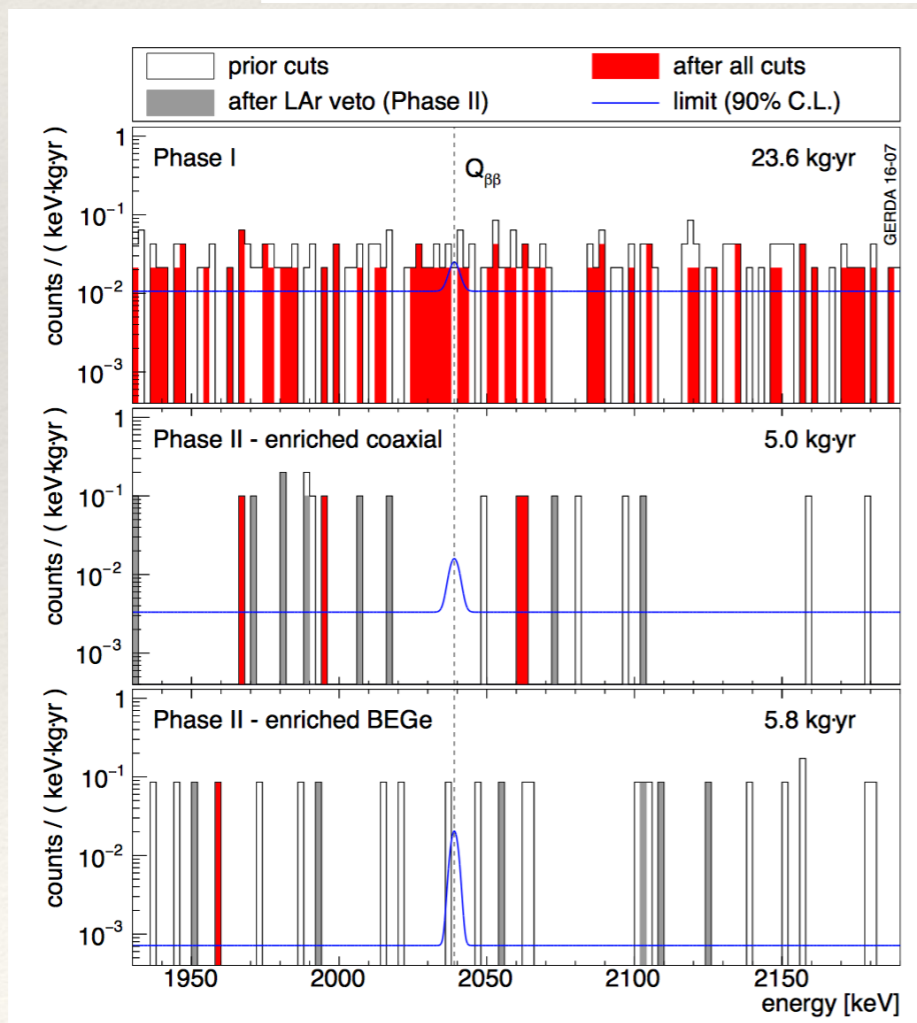 prior cuts
after all cuts
after LAr veto (Phase II)
limit (90% C.L.)
counts / ( keV·kg·yr)
1
10⁻¹
10⁻²
10⁻³
Phase I
Qββ
23.6 kg·yr
GERDA 16-07
counts / ( keV·kg·yr)
1
10⁻¹
10⁻²
10⁻³
Phase II - enriched coaxial
5.0 kg·yr
counts / ( keV·kg·yr)
1
10⁻¹
10⁻²
10⁻³
Phase II - enriched BEGe
5.8 kg·yr
1950 2000 2050 2100 2150
energy [keV]